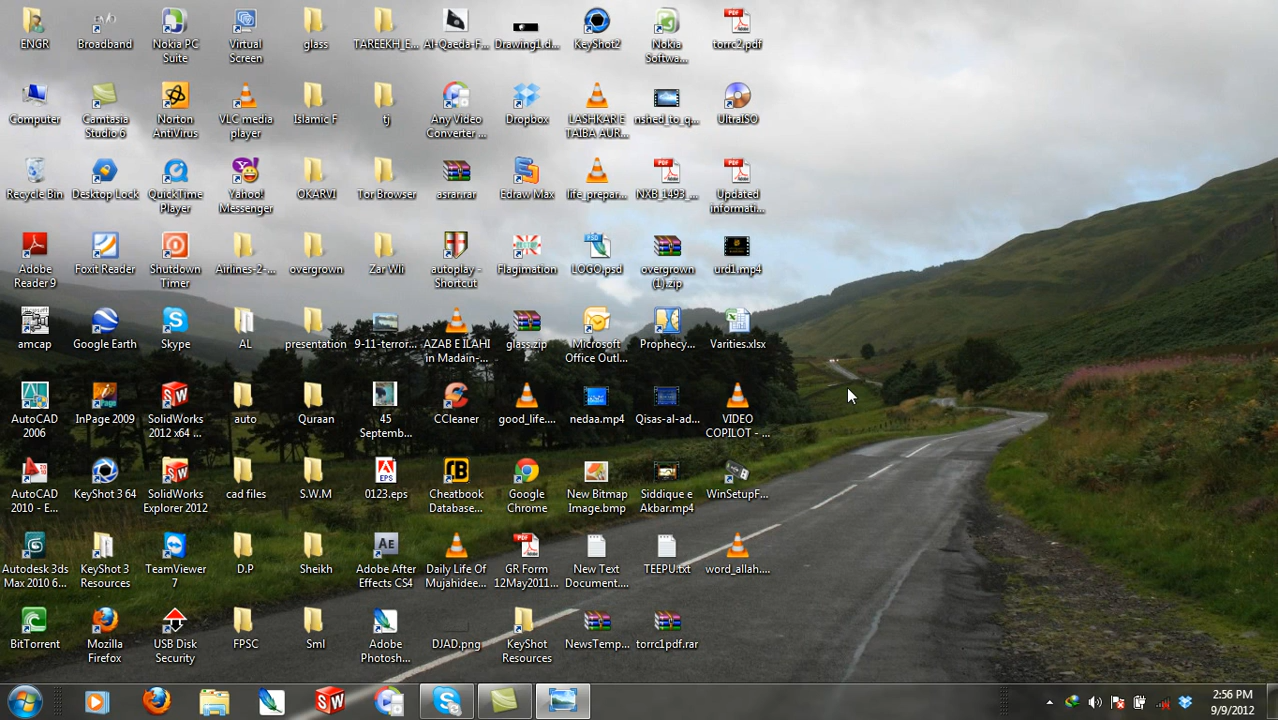 ENGR
Broadband
Nokia PC
Suite
Virtual
Screen
glass
TAREEKH_E...
Al-Qaeda-F...
Drawing1.d...
KeyShot2
Nokia
Softwa...
torrc2.pdf
Computer
Camtasia
Studio 6
Norton
AntiVirus
VLC media
player
Islamic F
tj
Any Video
Converter ...
Dropbox
LASHKAR E
TAIBA AUR...
nshed_to_q...
UltraISO
Recycle Bin
Desktop Lock
QuickTime
Player
Yahoo!
Messenger
OKARVI
Tor Browser
asran.rar
Edraw Max
life_prepar...
NXB_1493_...
Updated
informati...
Adobe
Reader 9
Foxit Reader
Shutdown
Timer
Airlines-2-...
overgrown
Zar Wli
autoplay -
Shortcut
Flagimation
LOGO.psd
overgrown
(1).zip
urd1.mp4
amcap
Google Earth
Skype
AL
presentation
9-11-terror...
AZAB E ILAHI
in Madain-...
glass.zip
Microsoft
Office Outl...
Prophecy...
Varities.xlsx
AutoCAD
2006
InPage 2009
SolidWorks
2012 x64 ...
auto
Quraan
45
Septemb...
CCleaner
good_life....
nedaa.mp4
Qisas-al-ad...
VIDEO
COPILOT - ...
AutoCAD
2010 - E...
KeyShot 3 64
SolidWorks
Explorer 2012
cad files
S.W.M
0123.eps
Cheatbook
Database...
Google
Chrome
New Bitmap
Image.bmp
Siddique e
Akbar.mp4
WinSetupF...
Autodesk 3ds
Max 2010 6...
KeyShot 3
Resources
TeamViewer
7
D.P
Sheikh
Adobe After
Effects CS4
Daily Life Of
Mujahidee...
GR Form
12May2011...
New Text
Document....
TEEPU.txt
word_allah....
BitTorrent
Mozilla
Firefox
USB Disk
Security
FPSC
Sml
Adobe
Photosh...
DJAD.png
KeyShot
Resources
NewsTemp...
torrc1pdf.rar
2:56 PM
9/9/2012